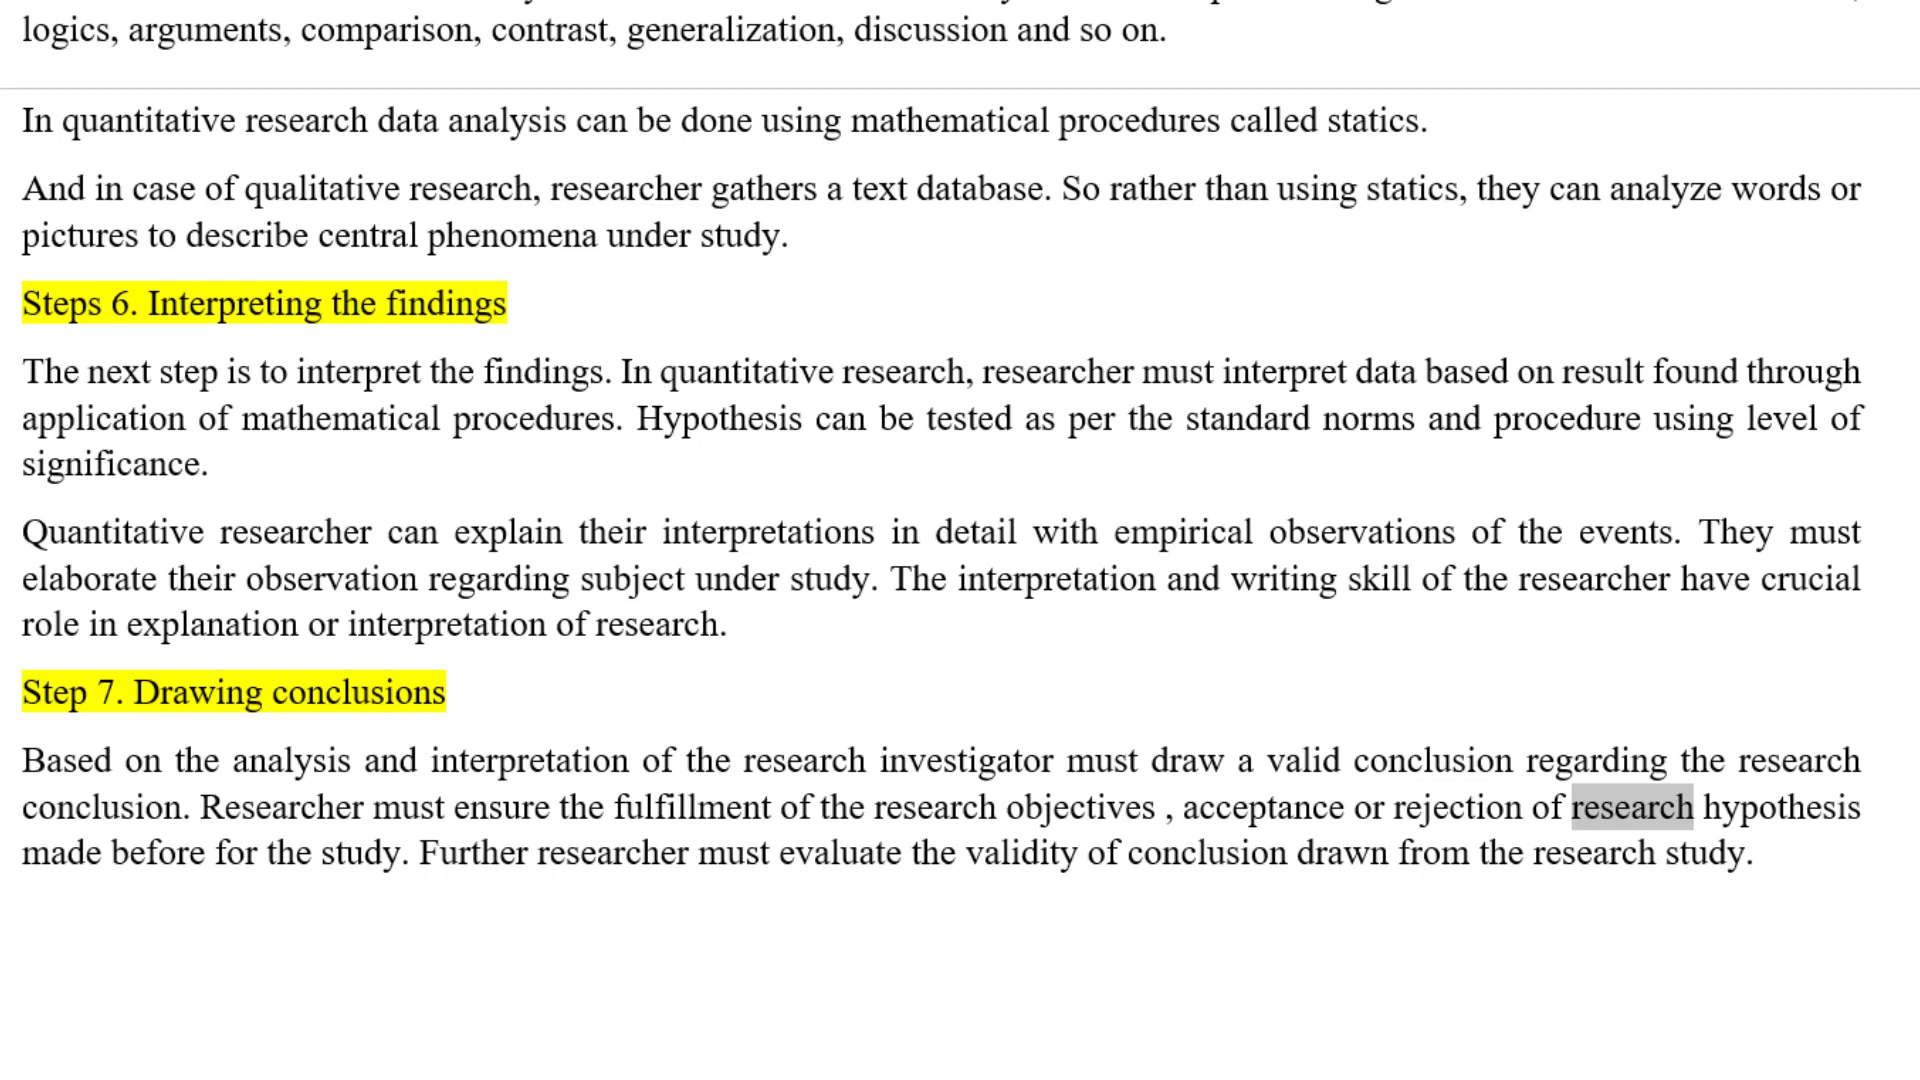 logics, arguments, comparison, contrast, generalization, discussion and so on.
In quantitative research data analysis can be done using mathematical procedures called statics.
And in case of qualitative research, researcher gathers a text database. So rather than using statics, they can analyze words or
pictures to describe central phenomena under study.
Steps 6. Interpreting the findings
The next step is to interpret the findings. In quantitative research, researcher must interpret data based on result found through
application of mathematical procedures. Hypothesis can be tested as per the standard norms and procedure using level of
significance.
Quantitative researcher can explain their interpretations in detail with empirical observations of the events. They must
elaborate their observation regarding subject under study. The interpretation and writing skill of the researcher have crucial
role in explanation or interpretation of research.
Step 7. Drawing conclusions
Based on the analysis and interpretation of the research investigator must draw a valid conclusion regarding the research
conclusion. Researcher must ensure the fulfillment of the research objectives , acceptance or rejection of research hypothesis
made before for the study. Further researcher must evaluate the validity of conclusion drawn from the research study.